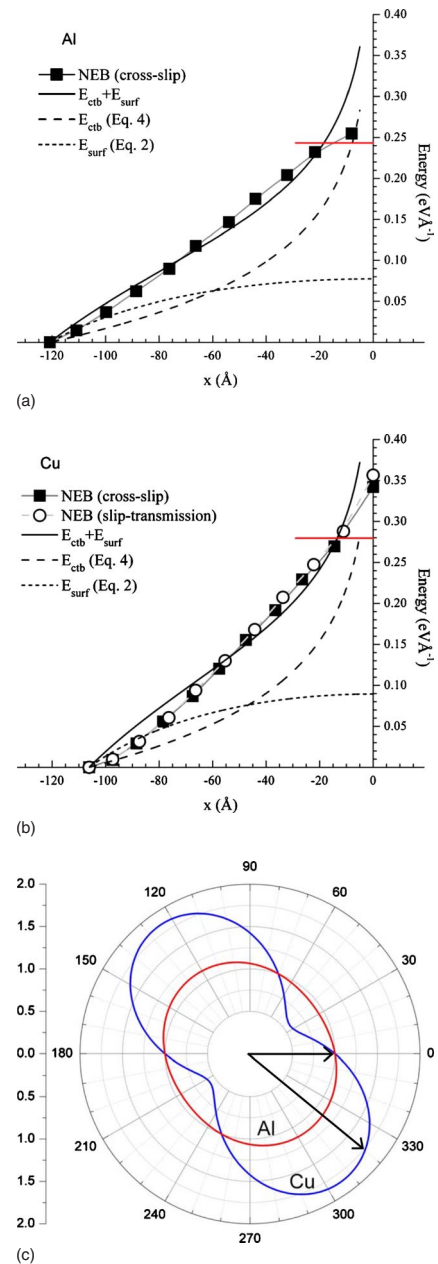 Al
NEB (cross-slip)
E_ctb+E_surf
E_ctb (Eq. 4)
E_surf (Eq. 2)
0.40
0.35
0.30
0.25
0.20
0.15
0.10
0.05
Energy (eVÅ⁻¹)
-120 -100 -80 -60 -40 -20 0
x (Å)
(a)
Cu
NEB (cross-slip)
NEB (slip-transmission)
E_ctb+E_surf
E_ctb (Eq. 4)
E_surf (Eq. 2)
0.40
0.35
0.30
0.25
0.20
0.15
0.10
0.05
Energy (eVÅ⁻¹)
-120 -100 -80 -60 -40 -20 0
x (Å)
(b)
90
2.0
120 60
1.5
150 30
1.0
0.5
0.0 180 0
0.5
Al
210 330
1.0
Cu
1.5
240 300
2.0
270
(c)